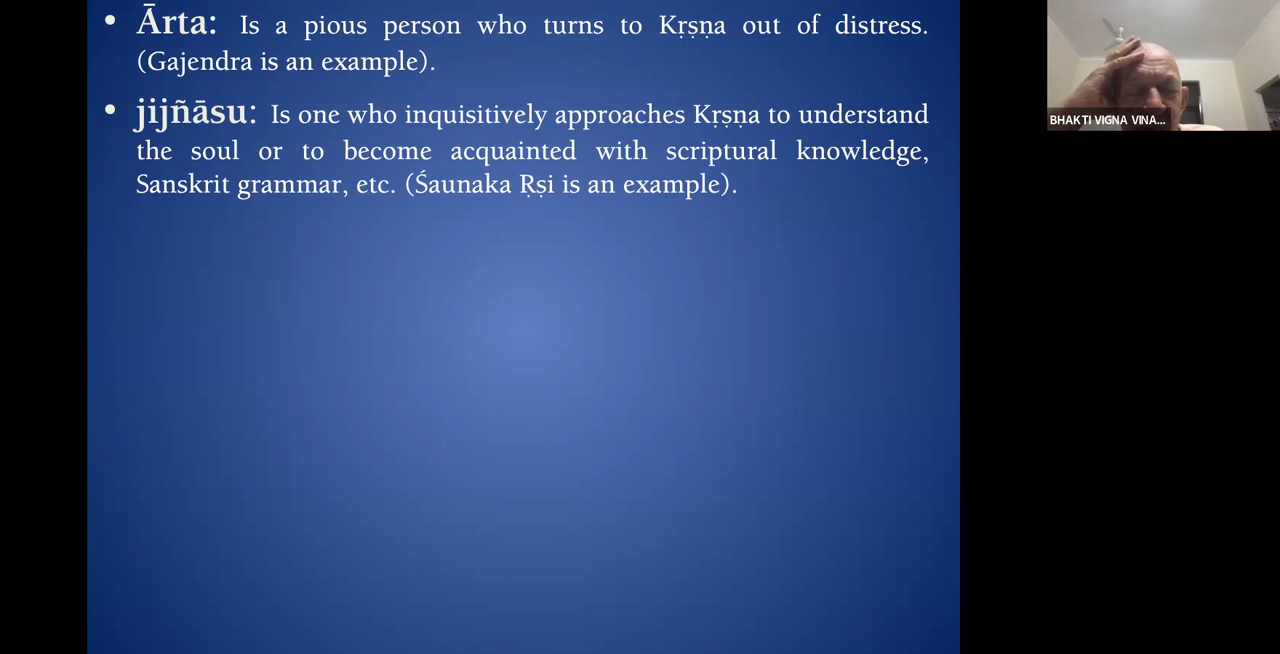 • Ārta: Is a pious person who turns to Kṛṣṇa out of distress.
(Gajendra is an example).
• jijñāsu: Is one who inquisitively approaches Kṛṣṇa to understand
the soul or to become acquainted with scriptural knowledge,
Sanskrit grammar, etc. (Śaunaka Ṛṣi is an example).
BHAKTI VIGNA VINA...